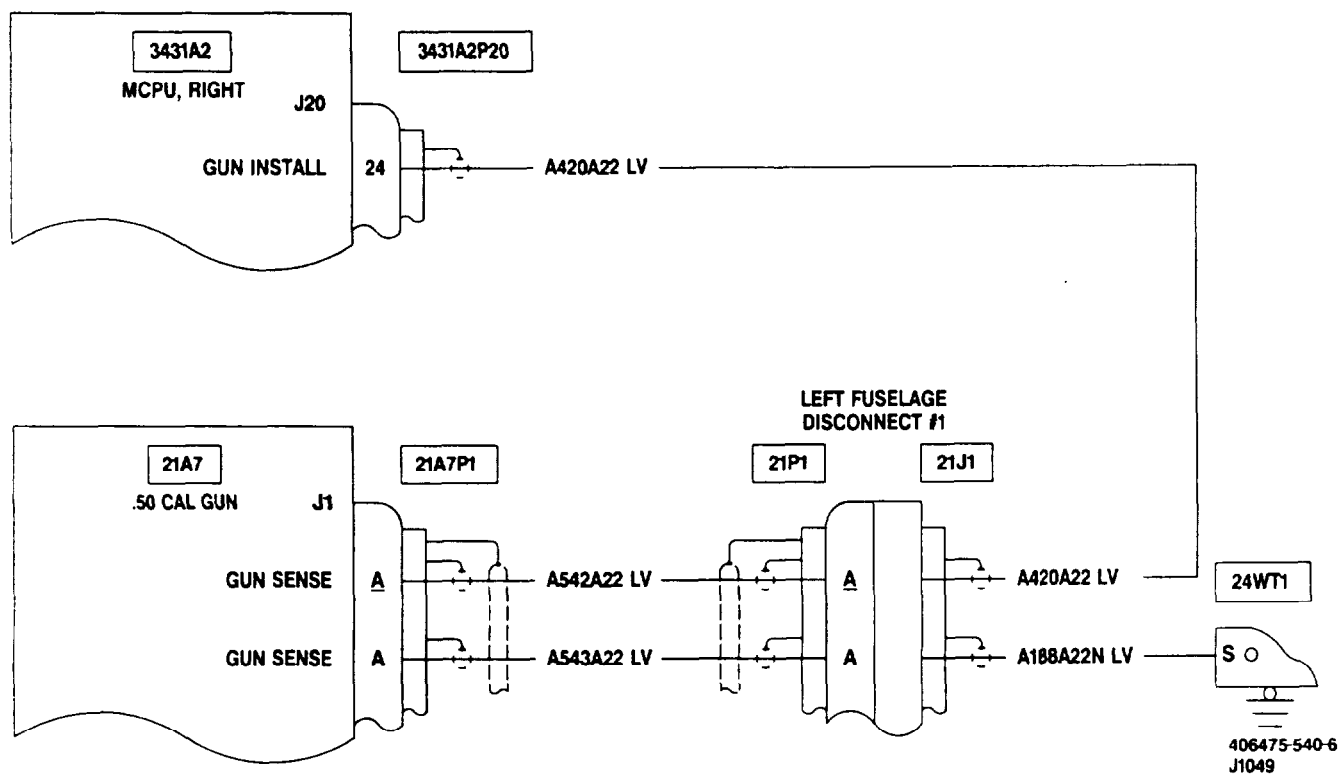 3431A2
3431A2P20
MCPU, RIGHT
J20
GUN INSTALL 24 A420A22 LV
LEFT FUSELAGE
DISCONNECT #1
21A7
21A7P1
21P1
21J1
.50 CAL GUN
J1
GUN SENSE A A542A22 LV A A420A22 LV
24WT1
GUN SENSE A A543A22 LV A A188A22N LV
S
406475-540-6
J1049